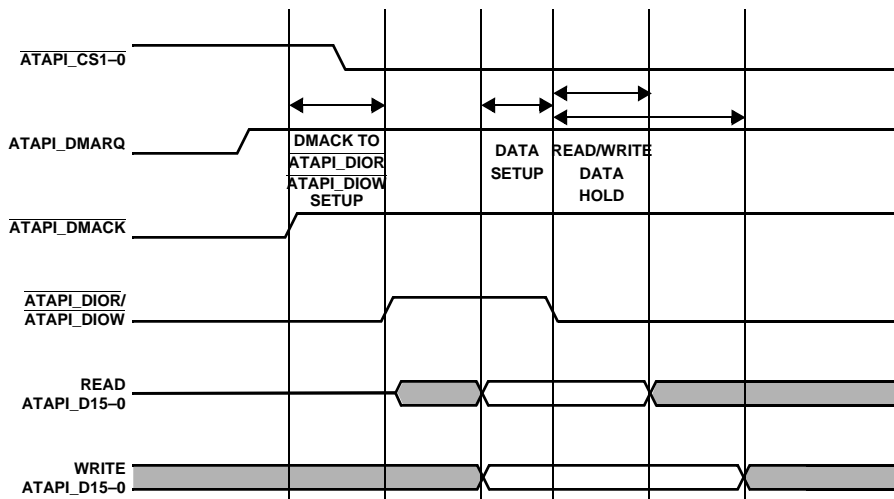 ATAPI_CS1–0
ATAPI_DMARQ
DMACK TO
ATAPI_DIOR
ATAPI_DIOW
SETUP
DATA
SETUP
READ/WRITE
DATA
HOLD
ATAPI_DMACK
ATAPI_DIOR/
ATAPI_DIOW
READ
ATAPI_D15–0
WRITE
ATAPI_D15–0